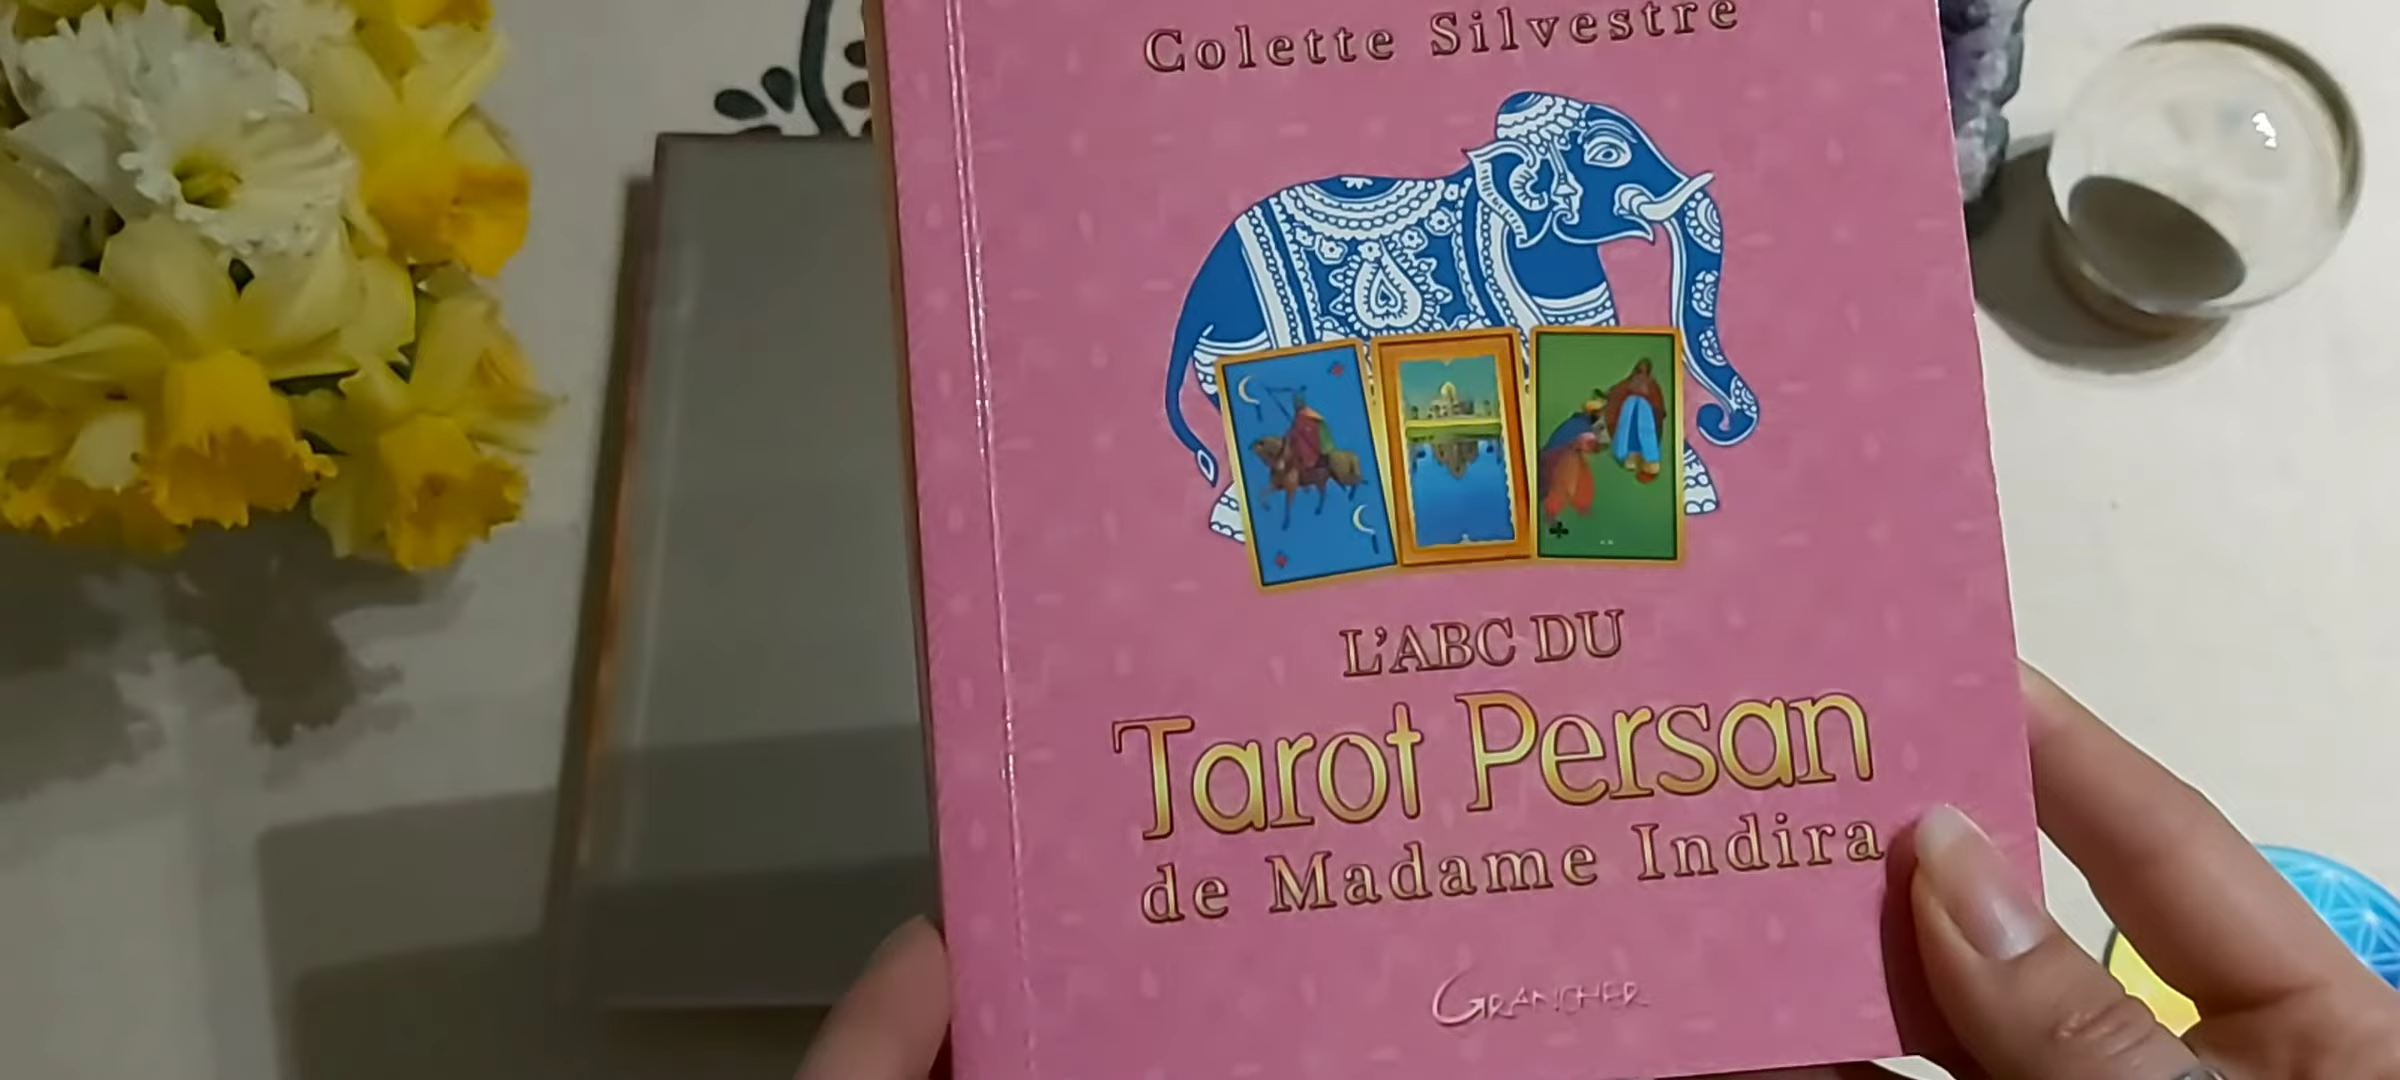 Colette Silvestre
L'ABC DU
Tarot Persan
de Madame Indira
GRANCHER